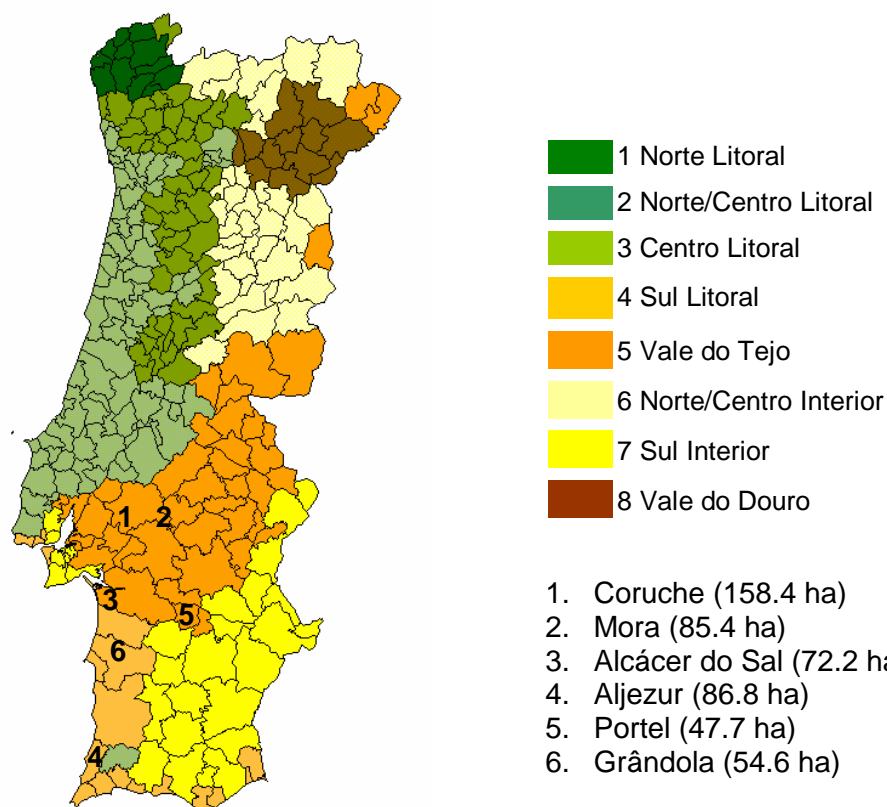 1 Norte Litoral
2 Norte/Centro Litoral
3 Centro Litoral
4 Sul Litoral
5 Vale do Tejo
6 Norte/Centro Interior
7 Sul Interior
8 Vale do Douro
1 2
3
5
6
4
1. Coruche (158.4 ha)
2. Mora (85.4 ha)
3. Alcácer do Sal (72.2 ha
4. Aljezur (86.8 ha)
5. Portel (47.7 ha)
6. Grândola (54.6 ha)